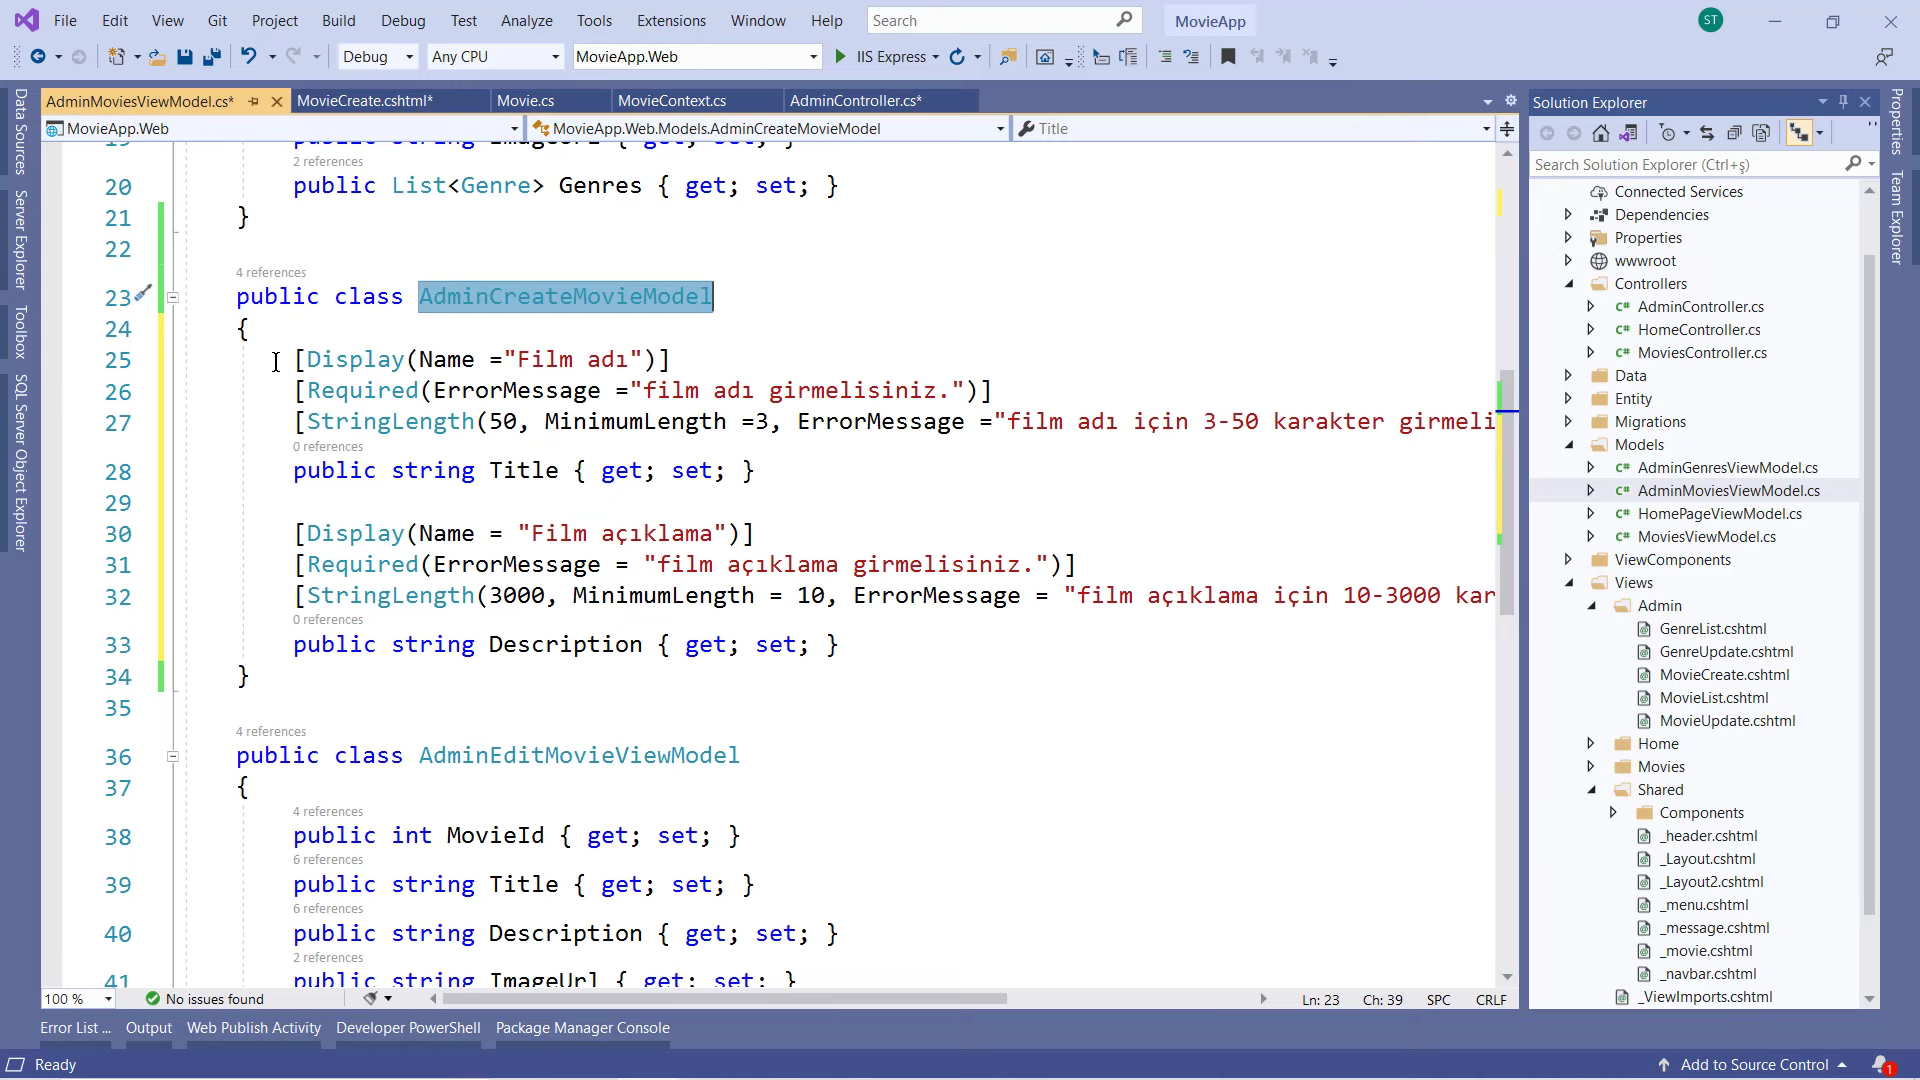 File Edit View Git Project Build Debug Test Analyze Tools Extensions Window Help Search MovieApp ST
Debug Any CPU MovieApp.Web IIS Express
AdminMoviesViewModel.cs* MovieCreate.cshtml* Movie.cs MovieContext.cs AdminController.cs*
MovieApp.Web MovieApp.Web.Models.AdminCreateMovieModel Title
Data Sources
Server Explorer
Toolbox
SQL Server Object Explorer
2 references
20 public List<Genre> Genres { get; set; }
21 }
22
4 references
23 public class AdminCreateMovieModel
24 {
25 [Display(Name ="Film adı")]
26 [Required(ErrorMessage ="film adı girmelisiniz.")]
27 [StringLength(50, MinimumLength =3, ErrorMessage ="film adı için 3-50 karakter girmeli
0 references
28 public string Title { get; set; }
29
30 [Display(Name = "Film açıklama")]
31 [Required(ErrorMessage = "film açıklama girmelisiniz.")]
32 [StringLength(3000, MinimumLength = 10, ErrorMessage = "film açıklama için 10-3000 kar
0 references
33 public string Description { get; set; }
34 }
35
4 references
36 public class AdminEditMovieViewModel
37 {
4 references
38 public int MovieId { get; set; }
6 references
39 public string Title { get; set; }
6 references
40 public string Description { get; set; }
2 references
41 public string ImageUrl { get; set; }
100 % No issues found Ln: 23 Ch: 39 SPC CRLF
Solution Explorer
Search Solution Explorer (Ctrl+ş)
Connected Services
Dependencies
Properties
wwwroot
Controllers
C# AdminController.cs
C# HomeController.cs
C# MoviesController.cs
Data
Entity
Migrations
Models
C# AdminGenresViewModel.cs
C# AdminMoviesViewModel.cs
C# HomePageViewModel.cs
C# MoviesViewModel.cs
ViewComponents
Views
Admin
GenreList.cshtml
GenreUpdate.cshtml
MovieCreate.cshtml
MovieList.cshtml
MovieUpdate.cshtml
Home
Movies
Shared
Components
_header.cshtml
_Layout.cshtml
_Layout2.cshtml
_menu.cshtml
_message.cshtml
_movie.cshtml
_navbar.cshtml
_ViewImports.cshtml
Properties
Team Explorer
Error List ... Output Web Publish Activity Developer PowerShell Package Manager Console
Ready Add to Source Control 1